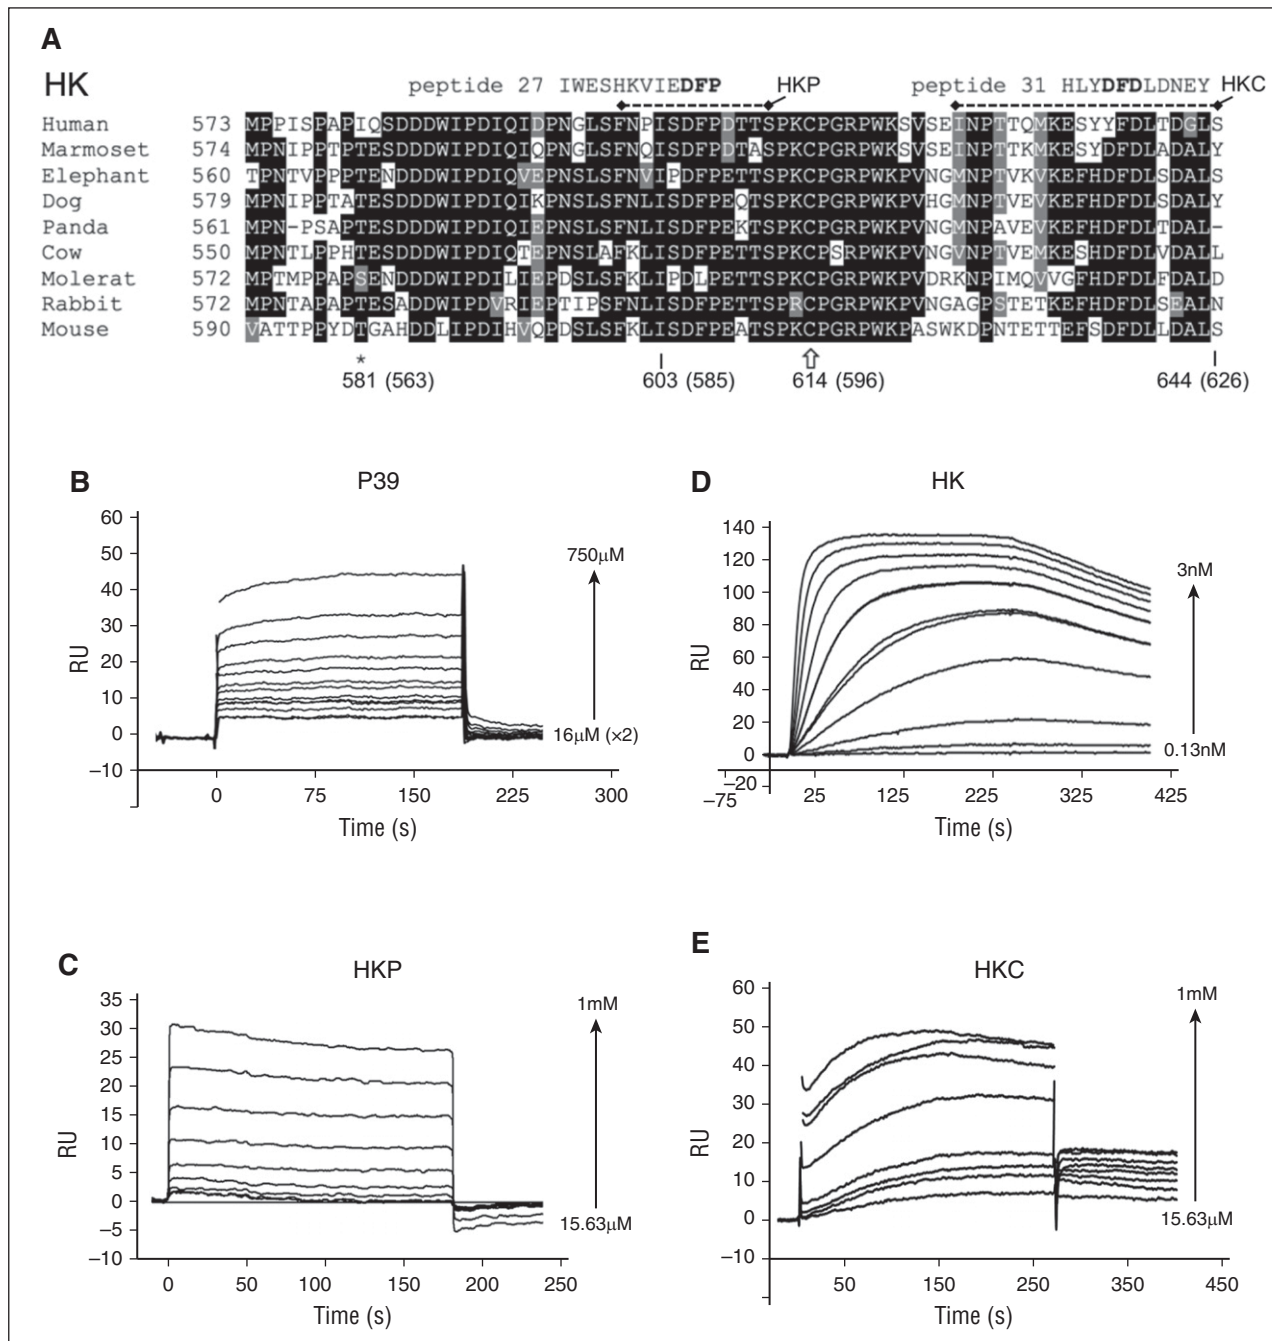 A
HK
peptide 27 IWESHKVIEDFP HKP peptide 31 HLYDFDLDNEY HKC
Human 573 MPPISPAPIQSDDDWIPDIQIDPNGLSFNPISDFPDTTSPKCPGRPWKSVSEINPTTQMKESYYFDLTDGLS
Marmoset 574 MPNIPPTPTESDDDWIPDIQIQPNGLSFNQISDFPDTASPKCPGRPWKSVSEINPTTKMKESYDFDLADALY
Elephant 560 TPNTVPPPTENDDDWIPDIQVEPNSLSFNVIPDFPETTSPKCPGRPWKPVNGMNPTVKVKEFHDFDLSDALS
Dog 579 MPNIPPTATESDDDWIPDIQIKPNSLSFNLISDFPEQTSPKCPGRPWKPVHGMNPTVEVKEFHDFDLSDALY
Panda 561 MPN-PSAPTESDDDWIPDIQIEPNSLSFNLISDFPEKTSPKCPGRPWKPVNGMNPAVEVKEFHDFDLTDAL-
Cow 550 MPNTLPPHTESDDDWIPDIQTEPNSLAFKLISDFPETTSPKCPSRPWKPVNGVNPTVEMKESHDFDLVDALL
Molerat 572 MPTMPPAPSENDDDWIPDILIEPDSLSFKLIPDLPETTSPKCPGRPWKPVDRKNPIMQVVGFHDFDLFDALD
Rabbit 572 MPNTAPAPTESADDWIPDVRIEPTIPSFNLISDFPETTSPRCPGRPWKPVNGAGPSTETKEFHDFDLSEALN
Mouse 590 VATTPPYDTGAHDDLIPDIHVQPDSLSFKLISDFPEATSPKCPGRPWKPASWKDPNTETTEFSDFDLLDALS
*
581 (563) 603 (585) 614 (596) 644 (626)
B
P39
RU
60
50
40
30
20
10
0
−10
750µM
16µM (×2)
0 75 150 225 300
Time (s)
D
HK
RU
140
120
100
80
60
40
20
0
−20
3nM
0.13nM
−75 25 125 225 325 425
Time (s)
C
HKP
RU
35
30
25
20
15
10
5
0
−5
−10
1mM
15.63µM
0 50 100 150 200 250
Time (s)
E
HKC
RU
60
50
40
30
20
10
0
−10
1mM
15.63µM
50 150 250 350 450
Time (s)